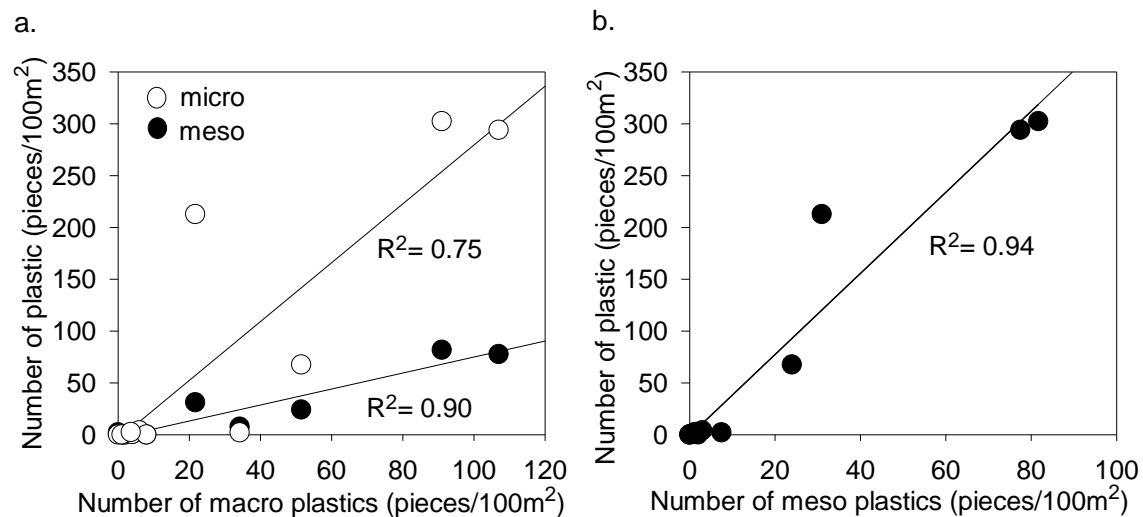 a.
Number of plastic (pieces/100m²)
350
300
250
200
150
100
50
0
micro
meso
R²= 0.75
R²= 0.90
0 20 40 60 80 100 120
Number of macro plastics (pieces/100m²)
b.
Number of plastic (pieces/100m²)
350
300
250
200
150
100
50
0
R²= 0.94
0 20 40 60 80 100
Number of meso plastics (pieces/100m²)